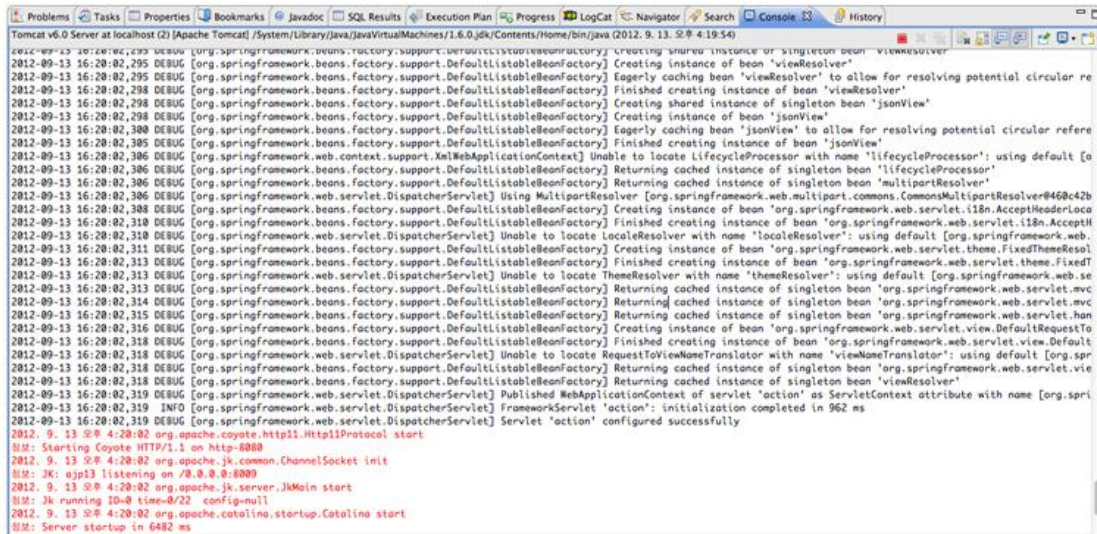 Problems Tasks Properties Bookmarks Javadoc SQL Results Execution Plan Progress LogCat Navigator Search Console History
Tomcat v6.0 Server at localhost (2) [Apache Tomcat] /System/Library/Java/JavaVirtualMachines/1.6.0.jdk/Contents/Home/bin/java (2012. 9. 13. 오후 4:19:54)
2012-09-13 16:20:02,295 DEBUG [org.springframework.beans.factory.support.DefaultListableBeanFactory] Creating shared instance of singleton bean 'viewResolver'
2012-09-13 16:20:02,295 DEBUG [org.springframework.beans.factory.support.DefaultListableBeanFactory] Creating instance of bean 'viewResolver'
2012-09-13 16:20:02,295 DEBUG [org.springframework.beans.factory.support.DefaultListableBeanFactory] Eagerly caching bean 'viewResolver' to allow for resolving potential circular re
2012-09-13 16:20:02,298 DEBUG [org.springframework.beans.factory.support.DefaultListableBeanFactory] Finished creating instance of bean 'viewResolver'
2012-09-13 16:20:02,298 DEBUG [org.springframework.beans.factory.support.DefaultListableBeanFactory] Creating shared instance of singleton bean 'jsonView'
2012-09-13 16:20:02,298 DEBUG [org.springframework.beans.factory.support.DefaultListableBeanFactory] Creating instance of bean 'jsonView'
2012-09-13 16:20:02,300 DEBUG [org.springframework.beans.factory.support.DefaultListableBeanFactory] Eagerly caching bean 'jsonView' to allow for resolving potential circular refere
2012-09-13 16:20:02,305 DEBUG [org.springframework.beans.factory.support.DefaultListableBeanFactory] Finished creating instance of bean 'jsonView'
2012-09-13 16:20:02,306 DEBUG [org.springframework.web.context.support.XmlWebApplicationContext] Unable to locate LifecycleProcessor with name 'lifecycleProcessor': using default [o
2012-09-13 16:20:02,306 DEBUG [org.springframework.beans.factory.support.DefaultListableBeanFactory] Returning cached instance of singleton bean 'lifecycleProcessor'
2012-09-13 16:20:02,306 DEBUG [org.springframework.beans.factory.support.DefaultListableBeanFactory] Returning cached instance of singleton bean 'multipartResolver'
2012-09-13 16:20:02,306 DEBUG [org.springframework.web.servlet.DispatcherServlet] Using MultipartResolver [org.springframework.web.multipart.commons.CommonsMultipartResolver@460c42b
2012-09-13 16:20:02,308 DEBUG [org.springframework.beans.factory.support.DefaultListableBeanFactory] Creating instance of bean 'org.springframework.web.servlet.i18n.AcceptHeaderLoca
2012-09-13 16:20:02,310 DEBUG [org.springframework.beans.factory.support.DefaultListableBeanFactory] Finished creating instance of bean 'org.springframework.web.servlet.i18n.AcceptH
2012-09-13 16:20:02,310 DEBUG [org.springframework.web.servlet.DispatcherServlet] Unable to locate LocaleResolver with name 'localeResolver': using default [org.springframework.web.
2012-09-13 16:20:02,311 DEBUG [org.springframework.beans.factory.support.DefaultListableBeanFactory] Creating instance of bean 'org.springframework.web.servlet.theme.FixedThemeResol
2012-09-13 16:20:02,313 DEBUG [org.springframework.beans.factory.support.DefaultListableBeanFactory] Finished creating instance of bean 'org.springframework.web.servlet.theme.FixedT
2012-09-13 16:20:02,313 DEBUG [org.springframework.web.servlet.DispatcherServlet] Unable to locate ThemeResolver with name 'themeResolver': using default [org.springframework.web.se
2012-09-13 16:20:02,313 DEBUG [org.springframework.beans.factory.support.DefaultListableBeanFactory] Returning cached instance of singleton bean 'org.springframework.web.servlet.mvc
2012-09-13 16:20:02,314 DEBUG [org.springframework.beans.factory.support.DefaultListableBeanFactory] Returning cached instance of singleton bean 'org.springframework.web.servlet.mvc
2012-09-13 16:20:02,315 DEBUG [org.springframework.beans.factory.support.DefaultListableBeanFactory] Returning cached instance of singleton bean 'org.springframework.web.servlet.han
2012-09-13 16:20:02,316 DEBUG [org.springframework.beans.factory.support.DefaultListableBeanFactory] Creating instance of bean 'org.springframework.web.servlet.view.DefaultRequestTo
2012-09-13 16:20:02,318 DEBUG [org.springframework.beans.factory.support.DefaultListableBeanFactory] Finished creating instance of bean 'org.springframework.web.servlet.view.Default
2012-09-13 16:20:02,318 DEBUG [org.springframework.web.servlet.DispatcherServlet] Unable to locate RequestToViewNameTranslator with name 'viewNameTranslator': using default [org.spr
2012-09-13 16:20:02,318 DEBUG [org.springframework.beans.factory.support.DefaultListableBeanFactory] Returning cached instance of singleton bean 'org.springframework.web.servlet.vie
2012-09-13 16:20:02,318 DEBUG [org.springframework.beans.factory.support.DefaultListableBeanFactory] Returning cached instance of singleton bean 'viewResolver'
2012-09-13 16:20:02,319 DEBUG [org.springframework.web.servlet.DispatcherServlet] Published WebApplicationContext of servlet 'action' as ServletContext attribute with name [org.spri
2012-09-13 16:20:02,319 INFO [org.springframework.web.servlet.DispatcherServlet] FrameworkServlet 'action': initialization completed in 962 ms
2012-09-13 16:20:02,319 DEBUG [org.springframework.web.servlet.DispatcherServlet] Servlet 'action' configured successfully
2012. 9. 13 오후 4:20:02 org.apache.coyote.http11.Http11Protocol start
정보: Starting Coyote HTTP/1.1 on http-8080
2012. 9. 13 오후 4:20:02 org.apache.jk.common.ChannelSocket init
정보: JK: ajp13 listening on /0.0.0.0:8009
2012. 9. 13 오후 4:20:02 org.apache.jk.server.JkMain start
정보: Jk running ID=0 time=0/22 config=null
2012. 9. 13 오후 4:20:02 org.apache.catalina.startup.Catalina start
정보: Server startup in 6482 ms